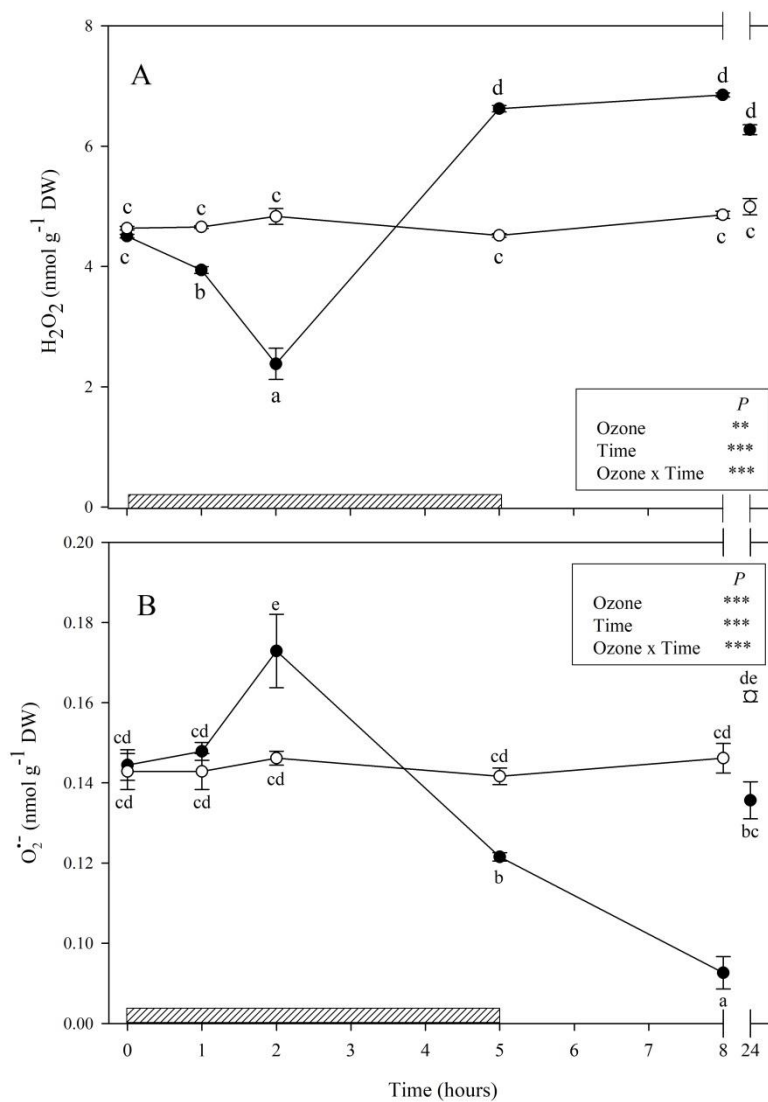 8
A
d
d
d
6
c
c
c
c
c
c
4
c
b
c
c
2
a
H2O2 (nmol g-1 DW)
P
Ozone **
Time ***
Ozone x Time ***
0
0.20
B
P
Ozone ***
Time ***
Ozone x Time ***
0.18
e
de
0.16
cd
cd
cd
cd
0.14
cd
cd
cd
bc
0.12
b
0.10
a
0.00
O2•- (nmol g-1 DW)
0 1 2 3 4 5 6 7 8 24
Time (hours)